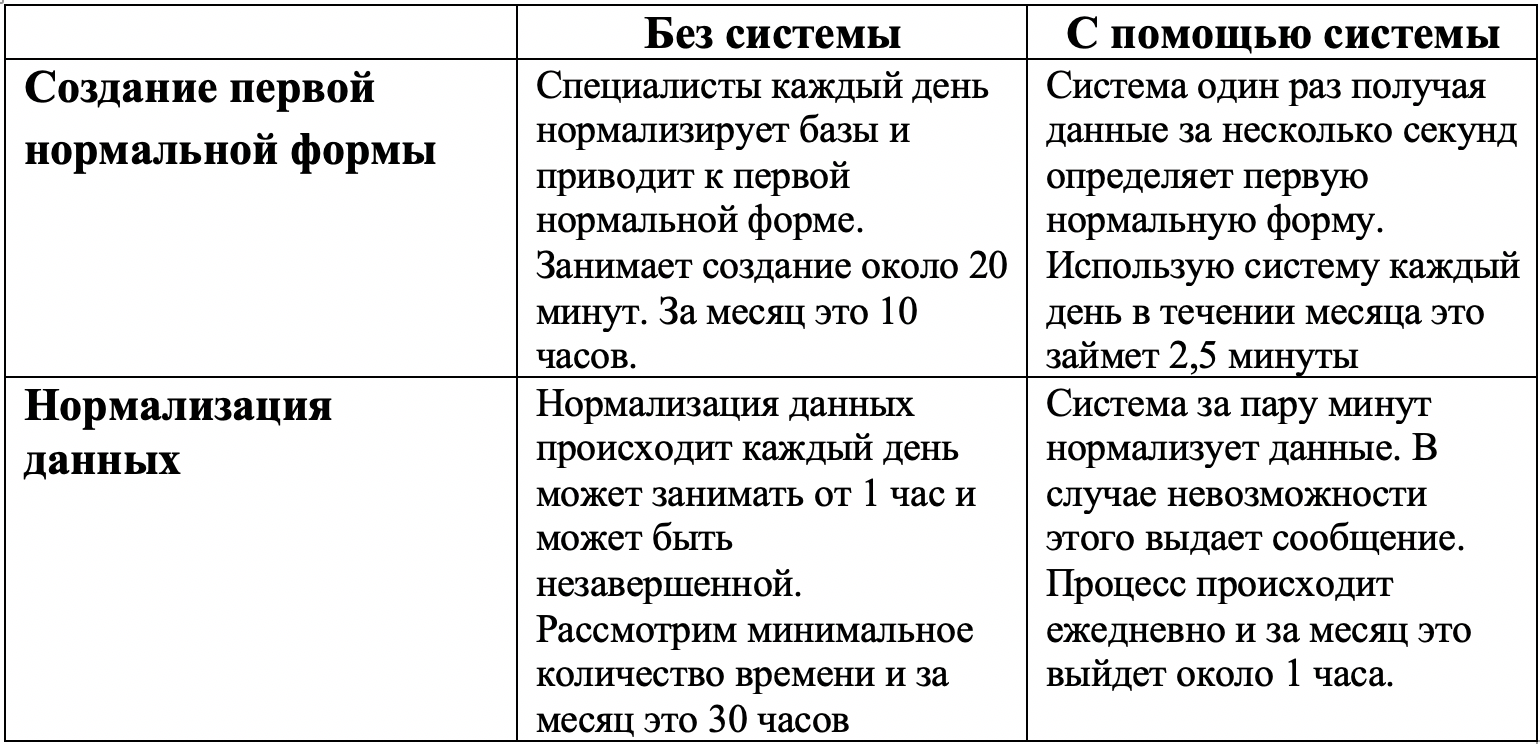 Без системы
С помощью системы
Создание первой
нормальной формы
Специалисты каждый день
нормализирует базы и
приводит к первой
нормальной форме.
Занимает создание около 20
минут. За месяц это 10
часов.
Система один раз получая
данные за несколько секунд
определяет первую
нормальную форму.
Использую систему каждый
день в течении месяца это
займет 2,5 минуты
Нормализация
данных
Нормализация данных
происходит каждый день
может занимать от 1 час и
может быть
незавершенной.
Рассмотрим минимальное
количество времени и за
месяц это 30 часов
Система за пару минут
нормализует данные. В
случае невозможности
этого выдает сообщение.
Процесс происходит
ежедневно и за месяц это
выйдет около 1 часа.